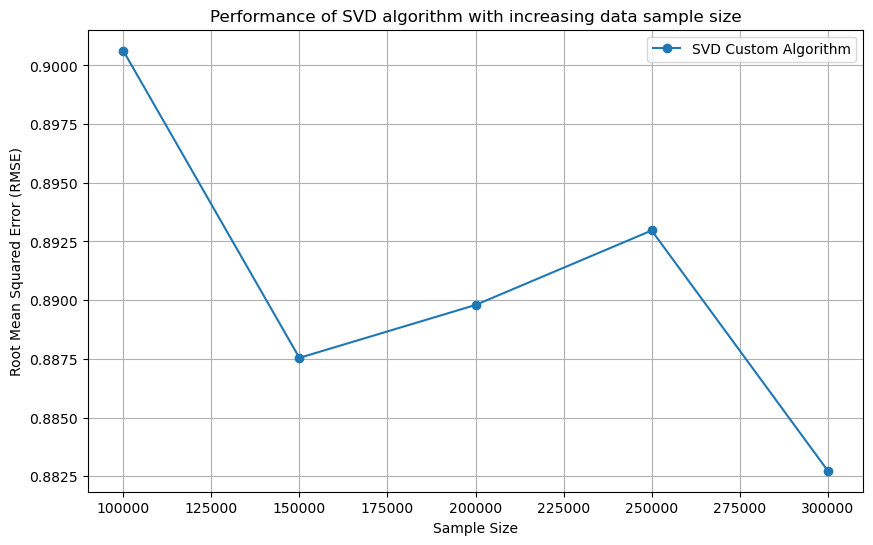 Performance of SVD algorithm with increasing data sample size
SVD Custom Algorithm
0.9000
0.8975
0.8950
0.8925
0.8900
0.8875
0.8850
0.8825
Root Mean Squared Error (RMSE)
100000 125000 150000 175000 200000 225000 250000 275000 300000
Sample Size